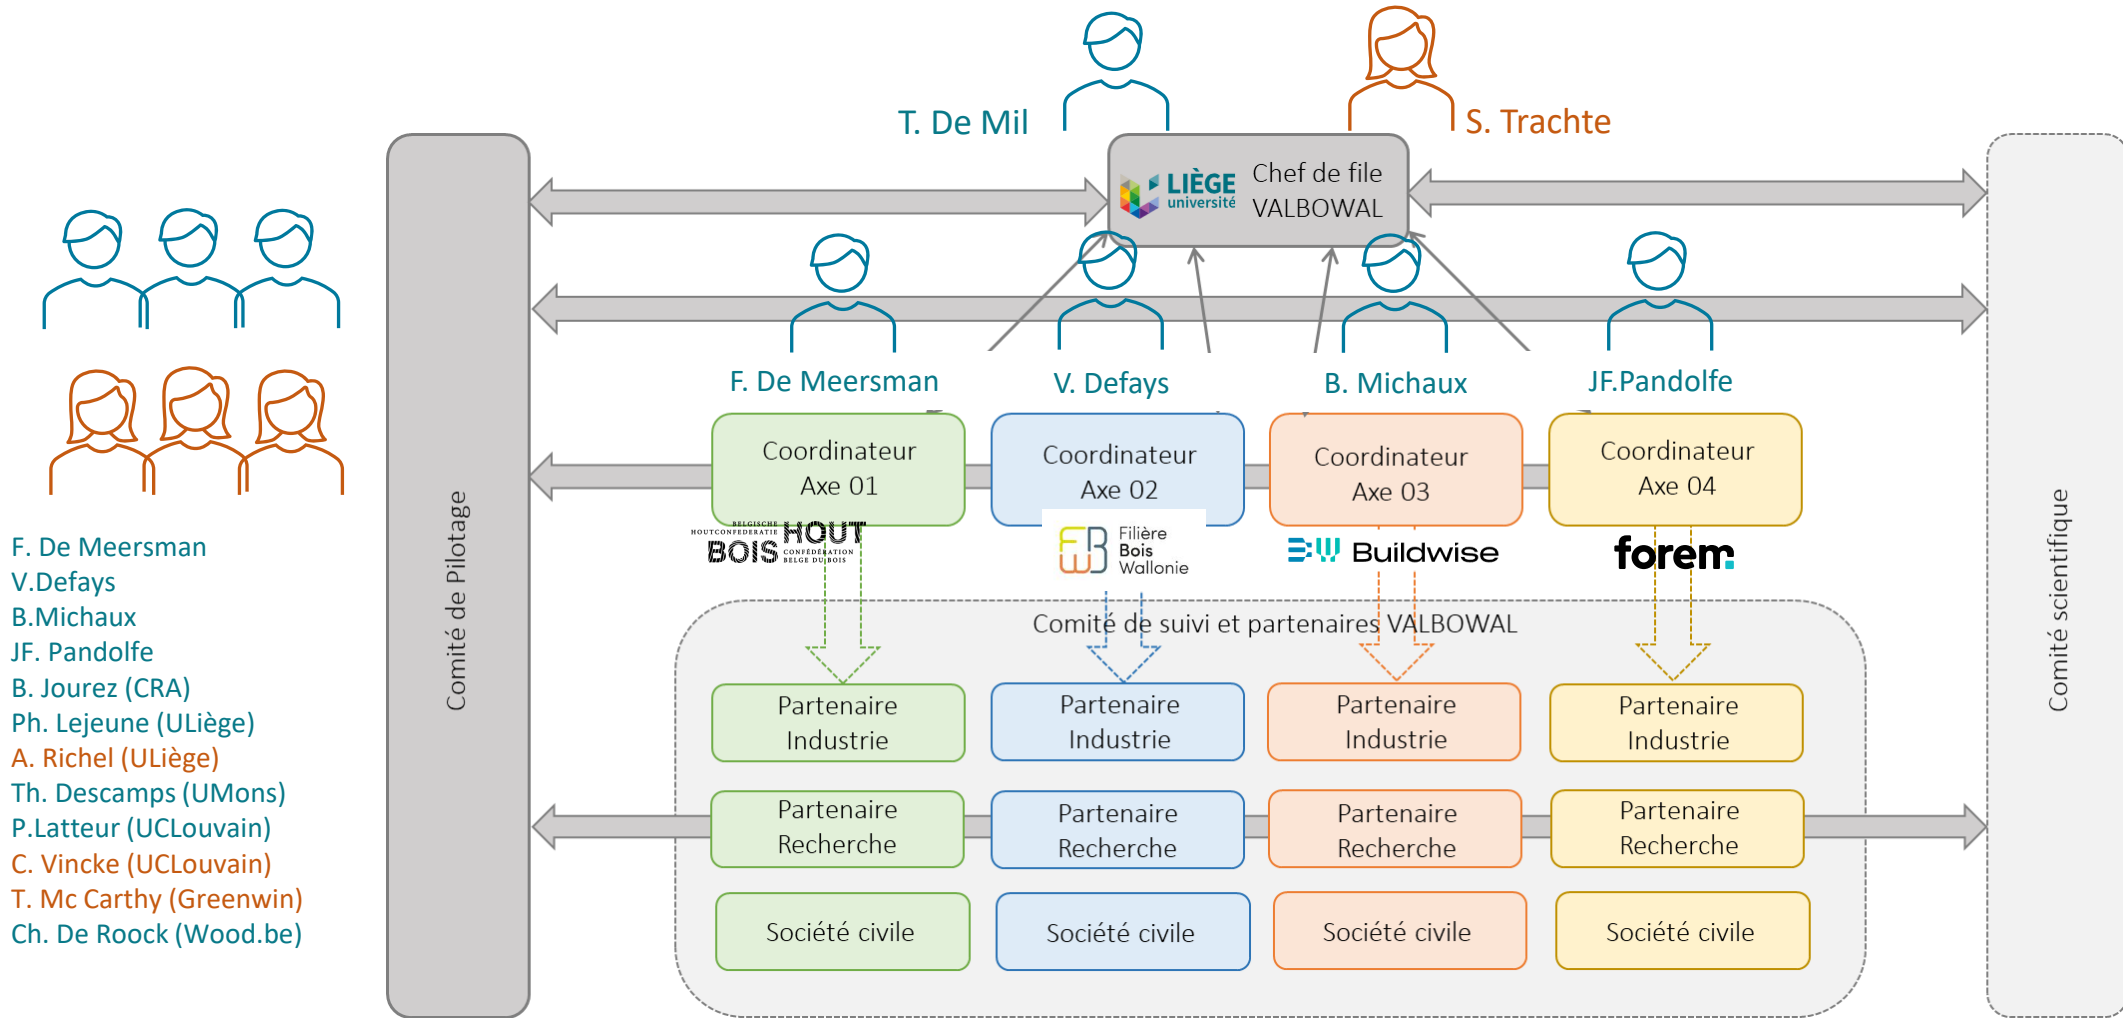 T. De Mil
S. Trachte
LIÈGE
université
Chef de file
VALBOWAL
F. De Meersman
V. Defays
B. Michaux
JF.Pandolfe
Coordinateur
Axe 01
Coordinateur
Axe 02
Coordinateur
Axe 03
Coordinateur
Axe 04
BELGISCHE
HOUTCONFEDERATIE
HOUT
BOIS
CONFÉDÉRATION
BELGE DU BOIS
Filière
Bois
Wallonie
Buildwise
forem
Comité de Pilotage
Comité scientifique
F. De Meersman
V.Defays
B.Michaux
JF. Pandolfe
B. Jourez (CRA)
Ph. Lejeune (ULiège)
A. Richel (ULiège)
Th. Descamps (UMons)
P.Latteur (UCLouvain)
C. Vincke (UCLouvain)
T. Mc Carthy (Greenwin)
Ch. De Roock (Wood.be)
Comité de suivi et partenaires VALBOWAL
Partenaire
Industrie
Partenaire
Industrie
Partenaire
Industrie
Partenaire
Industrie
Partenaire
Recherche
Partenaire
Recherche
Partenaire
Recherche
Partenaire
Recherche
Société civile
Société civile
Société civile
Société civile